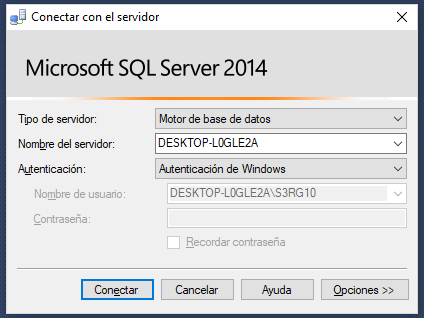 Conectar con el servidor
Microsoft SQL Server 2014
Tipo de servidor: Motor de base de datos
Nombre del servidor: DESKTOP-L0GLE2A
Autenticación: Autenticación de Windows
Nombre de usuario: DESKTOP-L0GLE2A\S3RG10
Contraseña:
Recordar contraseña
Conectar Cancelar Ayuda Opciones >>